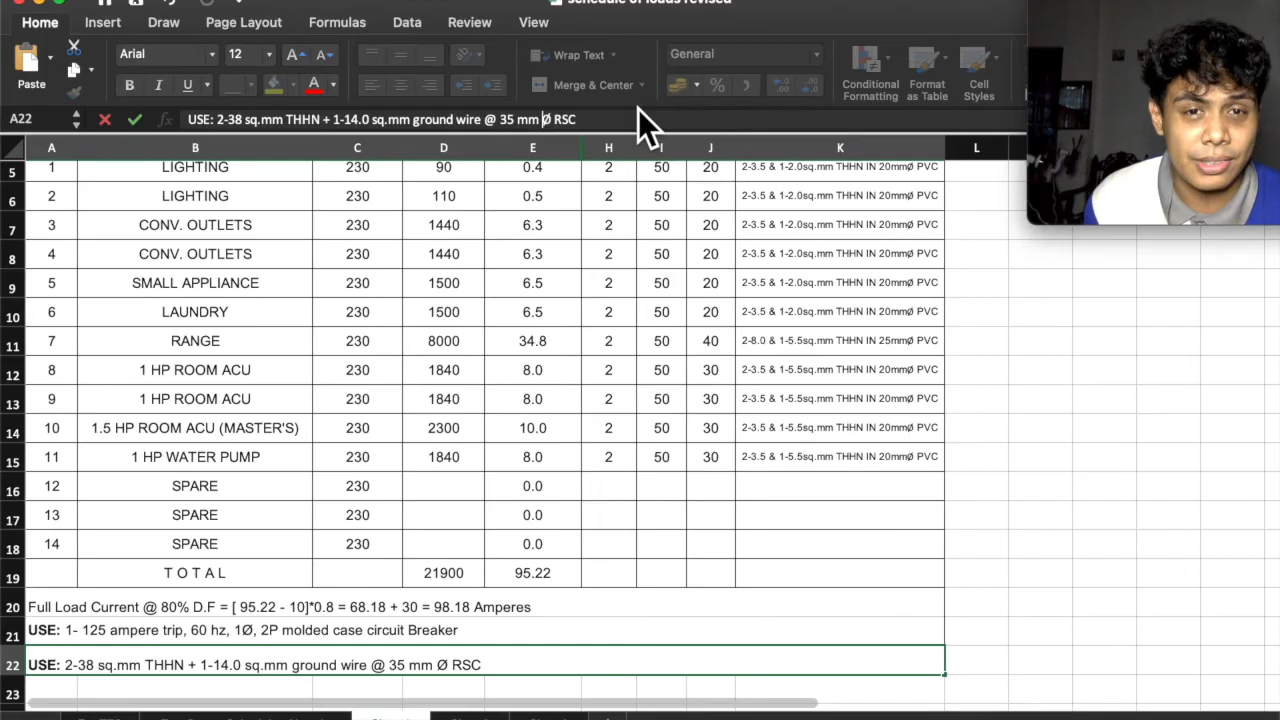 schedule of loads revised
Home Insert Draw Page Layout Formulas Data Review View
Paste Arial 12 A A B I U A Wrap Text Merge & Center General % Conditional Formatting Format as Table Cell Styles
A22 fx USE: 2-38 sq.mm THHN + 1-14.0 sq.mm ground wire @ 35 mm Ø RSC
A B C D E H I J K L
5 1 LIGHTING 230 90 0.4 2 50 20 2-3.5 & 1-2.0sq.mm THHN IN 20mmØ PVC
6 2 LIGHTING 230 110 0.5 2 50 20 2-3.5 & 1-2.0sq.mm THHN IN 20mmØ PVC
7 3 CONV. OUTLETS 230 1440 6.3 2 50 20 2-3.5 & 1-2.0sq.mm THHN IN 20mmØ PVC
8 4 CONV. OUTLETS 230 1440 6.3 2 50 20 2-3.5 & 1-2.0sq.mm THHN IN 20mmØ PVC
9 5 SMALL APPLIANCE 230 1500 6.5 2 50 20 2-3.5 & 1-2.0sq.mm THHN IN 20mmØ PVC
10 6 LAUNDRY 230 1500 6.5 2 50 20 2-3.5 & 1-2.0sq.mm THHN IN 20mmØ PVC
11 7 RANGE 230 8000 34.8 2 50 40 2-8.0 & 1-5.5sq.mm THHN IN 25mmØ PVC
12 8 1 HP ROOM ACU 230 1840 8.0 2 50 30 2-3.5 & 1-5.5sq.mm THHN IN 20mmØ PVC
13 9 1 HP ROOM ACU 230 1840 8.0 2 50 30 2-3.5 & 1-5.5sq.mm THHN IN 20mmØ PVC
14 10 1.5 HP ROOM ACU (MASTER'S) 230 2300 10.0 2 50 30 2-3.5 & 1-5.5sq.mm THHN IN 20mmØ PVC
15 11 1 HP WATER PUMP 230 1840 8.0 2 50 30 2-3.5 & 1-5.5sq.mm THHN IN 20mmØ PVC
16 12 SPARE 230 0.0
17 13 SPARE 230 0.0
18 14 SPARE 230 0.0
19 T O T A L 21900 95.22
20 Full Load Current @ 80% D.F = [ 95.22 - 10]*0.8 = 68.18 + 30 = 98.18 Amperes
21 USE: 1- 125 ampere trip, 60 hz, 1Ø, 2P molded case circuit Breaker
22 USE: 2-38 sq.mm THHN + 1-14.0 sq.mm ground wire @ 35 mm Ø RSC
23